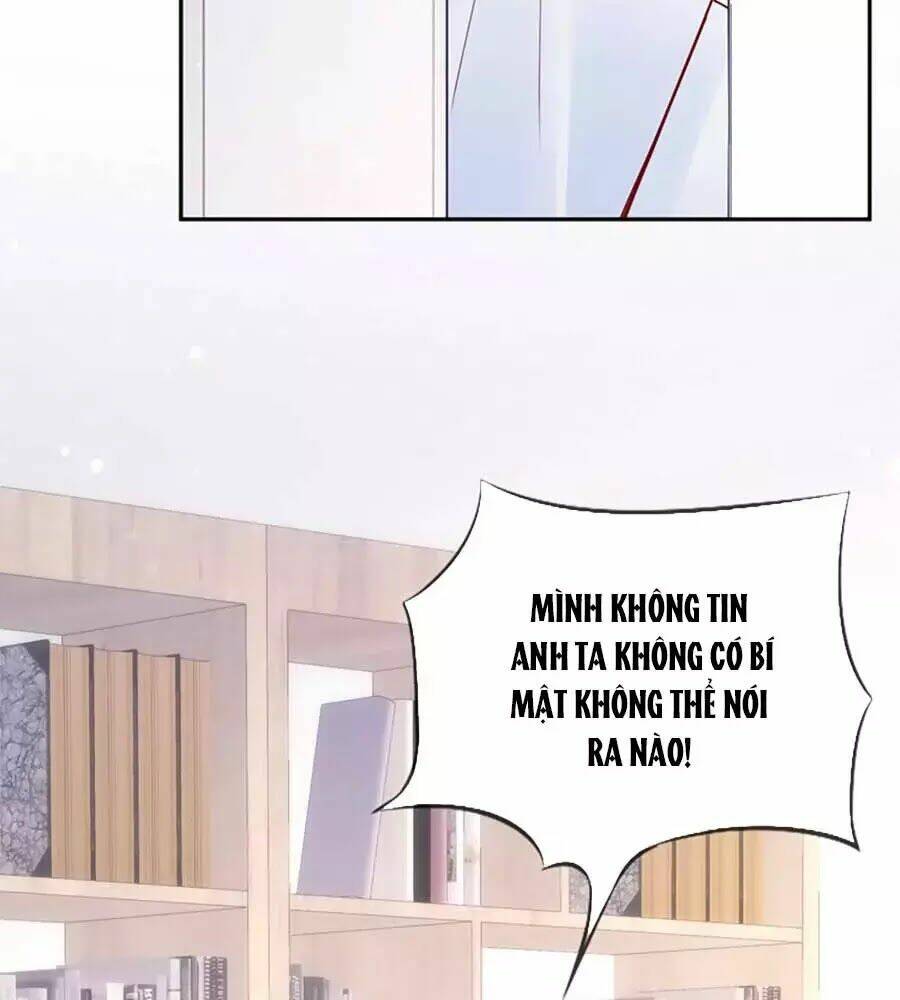 MÌNH KHÔNG TIN
ANH TA KHÔNG CÓ BÍ
MẬT KHÔNG THỂ NÓI
RA NÀO!